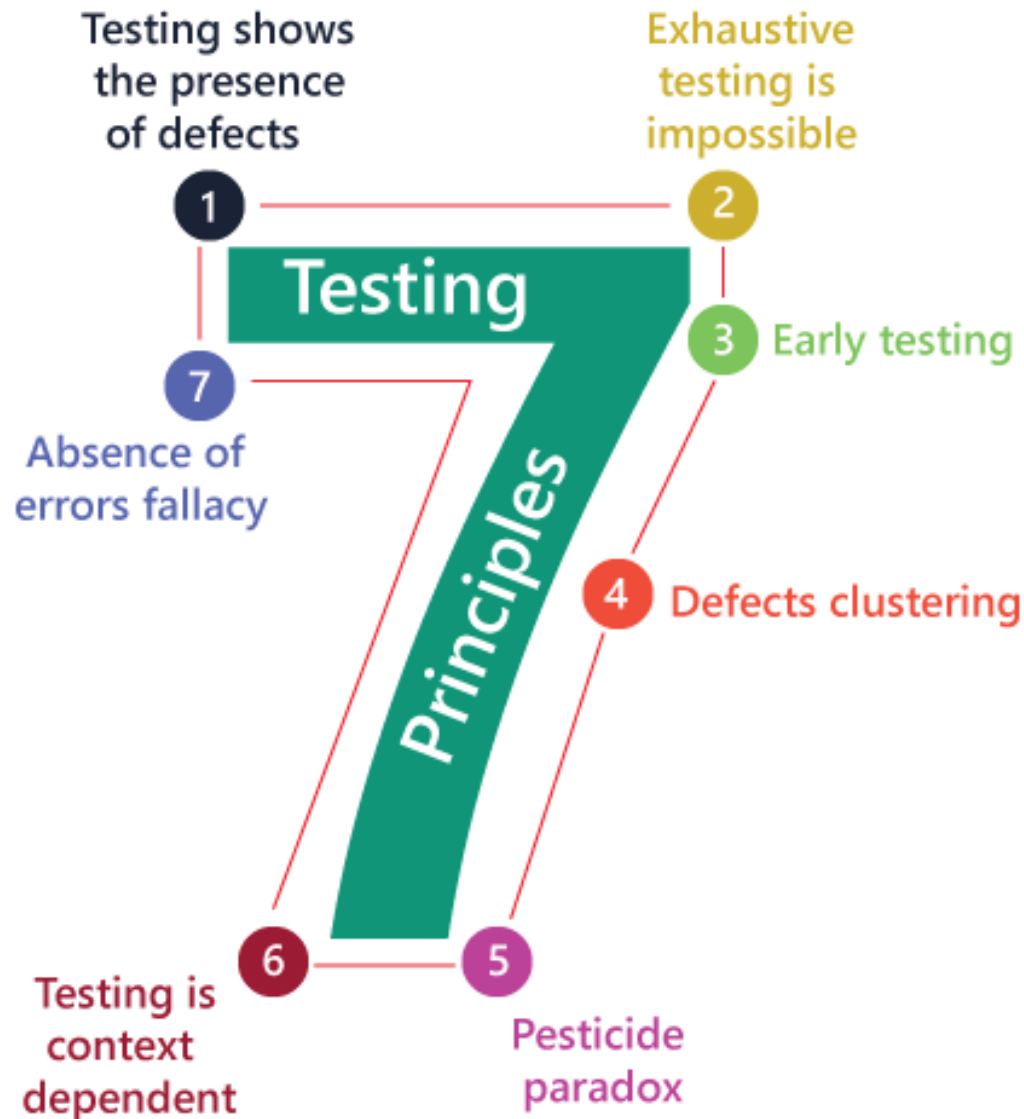 Testing shows
the presence
of defects
1
Exhaustive
testing is
impossible
2
Testing
3
Early testing
7
Absence of
errors fallacy
Principles
4
Defects clustering
6
Testing is
context
dependent
5
Pesticide
paradox